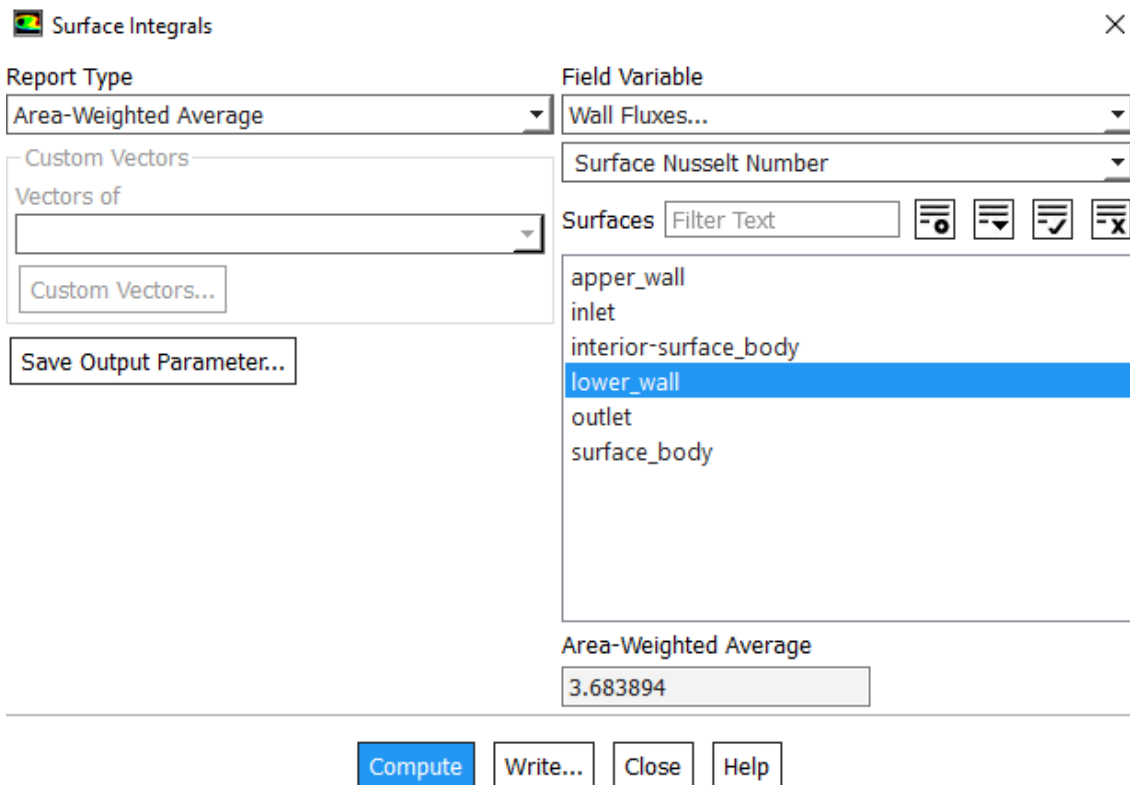 Surface Integrals
Report Type
Area-Weighted Average
Custom Vectors
Vectors of
Custom Vectors...
Save Output Parameter...
Field Variable
Wall Fluxes...
Surface Nusselt Number
Surfaces Filter Text
apper_wall
inlet
interior-surface_body
lower_wall
outlet
surface_body
Area-Weighted Average
3.683894
Compute Write... Close Help